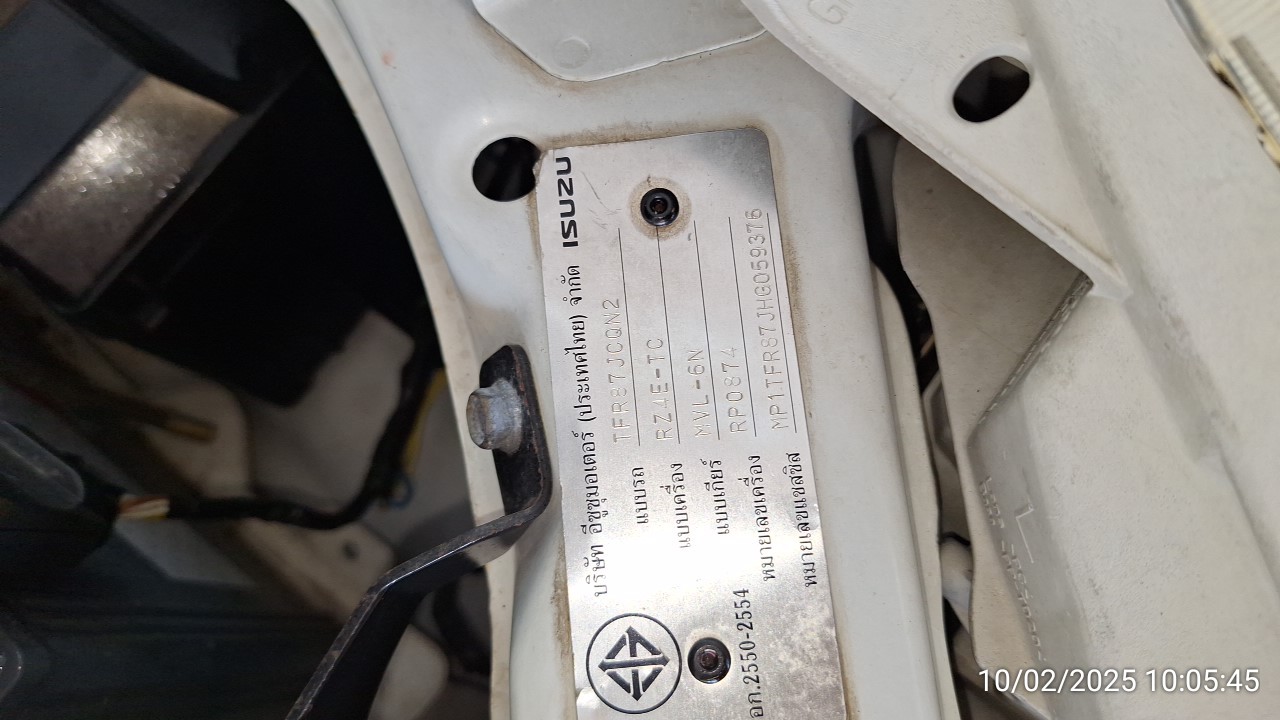 บริษัท อีซูซุมอเตอร์ (ประเทศไทย) จำกัด ISUZU
แบบรถ TFR87JCQN2
แบบเครื่อง RZ4E-TC
แบบเกียร์ MVL-6N
หมายเลขเครื่อง RP0874
หมายเลขแชสซิส MP1TFR87JHG059376
อก.2550-2554
G
10/02/2025 10:05:45